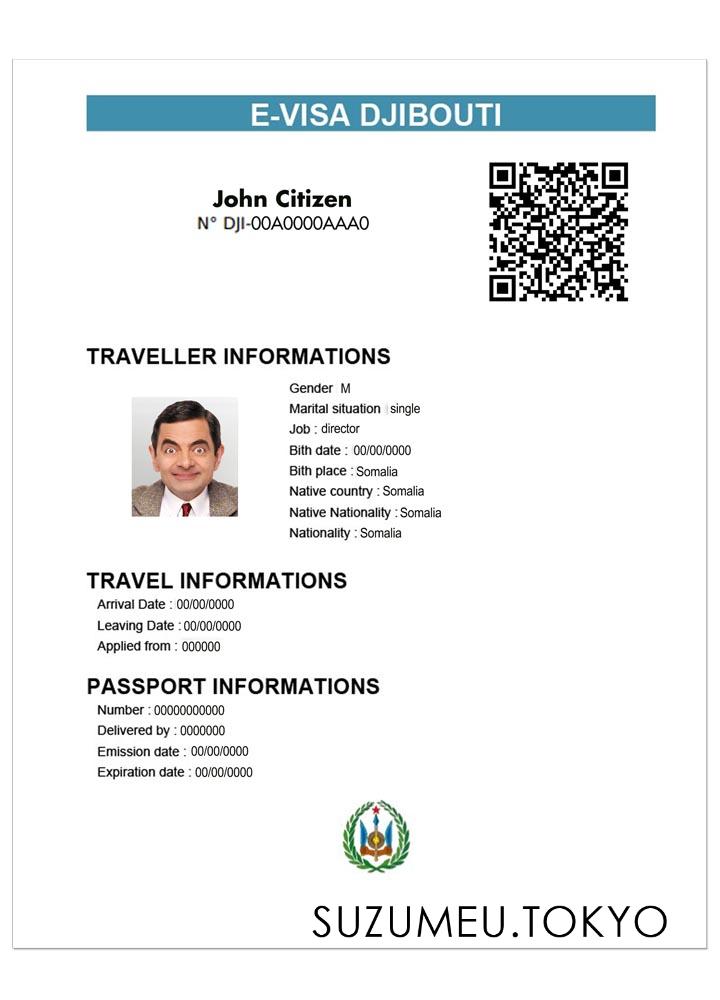 E-VISA DJIBOUTI
John Citizen
N° DJI-00A0000AAA0
TRAVELLER INFORMATIONS
Gender M
Marital situation single
Job : director
Bith date : 00/00/0000
Bith place : Somalia
Native country : Somalia
Native Nationality : Somalia
Nationality : Somalia
TRAVEL INFORMATIONS
Arrival Date : 00/00/0000
Leaving Date : 00/00/0000
Applied from : 000000
PASSPORT INFORMATIONS
Number : 00000000000
Delivered by : 0000000
Emission date : 00/00/0000
Expiration date : 00/00/0000
SUZUMEU.TOKYO